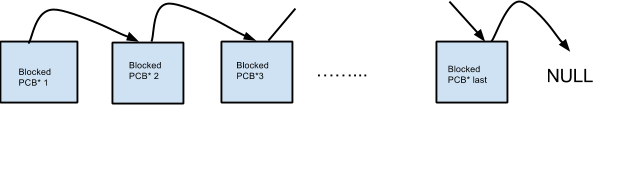 Blocked
PCB* 1
Blocked
PCB* 2
Blocked
PCB*3
.........
Blocked
PCB* last
NULL